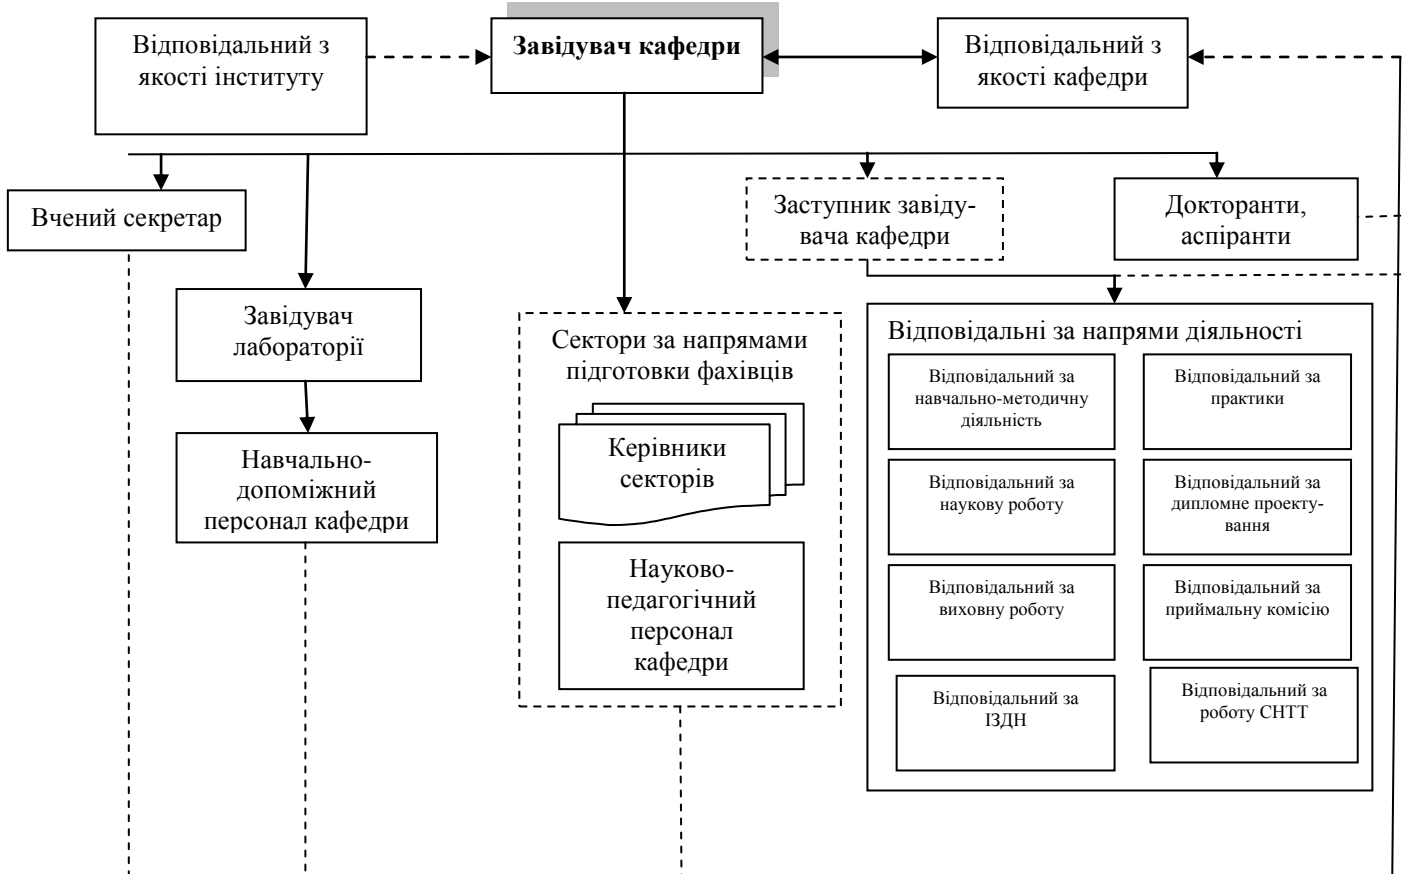 Відповідальний з
якості інституту
Завідувач кафедри
Відповідальний з
якості кафедри
Вчений секретар
Заступник завіду-
вача кафедри
Докторанти,
аспіранти
Завідувач
лабораторії
Навчально-
допоміжний
персонал кафедри
Сектори за напрямами
підготовки фахівців
Керівники
секторів
Науково-
педагогічний
персонал
кафедри
Відповідальні за напрями діяльності
Відповідальний за
навчально-методичну
діяльність
Відповідальний за
практики
Відповідальний за
наукову роботу
Відповідальний за
дипломне проекту-
вання
Відповідальний за
виховну роботу
Відповідальний за
приймальну комісію
Відповідальний за
ІЗДН
Відповідальний за
роботу СНТТ